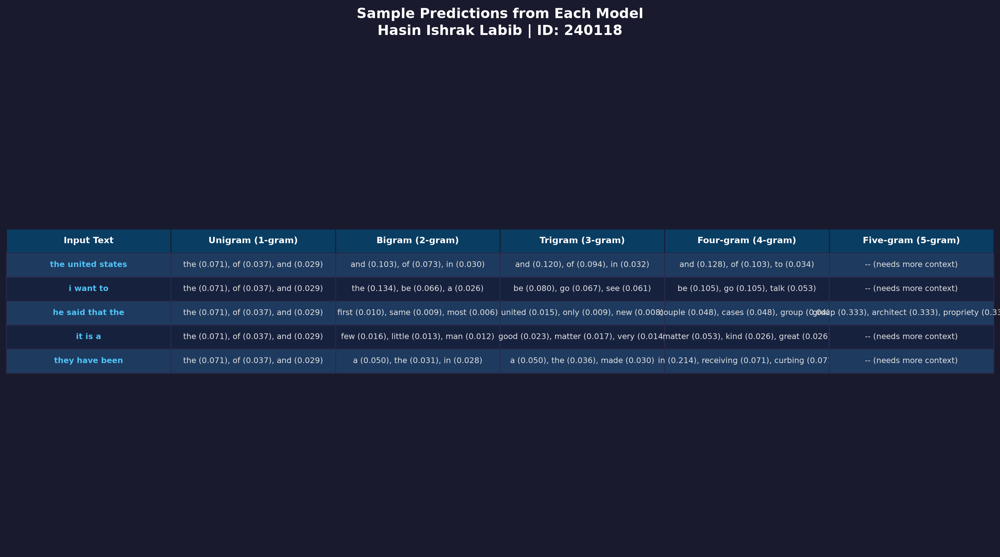 Sample Predictions from Each Model
Hasin Ishrak Labib | ID: 240118
Input Text Unigram (1-gram) Bigram (2-gram) Trigram (3-gram) Four-gram (4-gram) Five-gram (5-gram)
the united states the (0.071), of (0.037), and (0.029) and (0.103), of (0.073), in (0.030) and (0.120), of (0.094), in (0.032) and (0.128), of (0.103), to (0.034) -- (needs more context)
i want to the (0.071), of (0.037), and (0.029) the (0.134), be (0.066), a (0.026) be (0.080), go (0.067), see (0.061) be (0.105), go (0.105), talk (0.053) -- (needs more context)
he said that the the (0.071), of (0.037), and (0.029) first (0.010), same (0.009), most (0.006) united (0.015), only (0.009), new (0.008) couple (0.048), cases (0.048), group (0.048 group (0.333), architect (0.333), propriety (0.33
it is a the (0.071), of (0.037), and (0.029) few (0.016), little (0.013), man (0.012) good (0.023), matter (0.017), very (0.014) matter (0.053), kind (0.026), great (0.026) -- (needs more context)
they have been the (0.071), of (0.037), and (0.029) a (0.050), the (0.031), in (0.028) a (0.050), the (0.036), made (0.030) in (0.214), receiving (0.071), curbing (0.071 -- (needs more context)